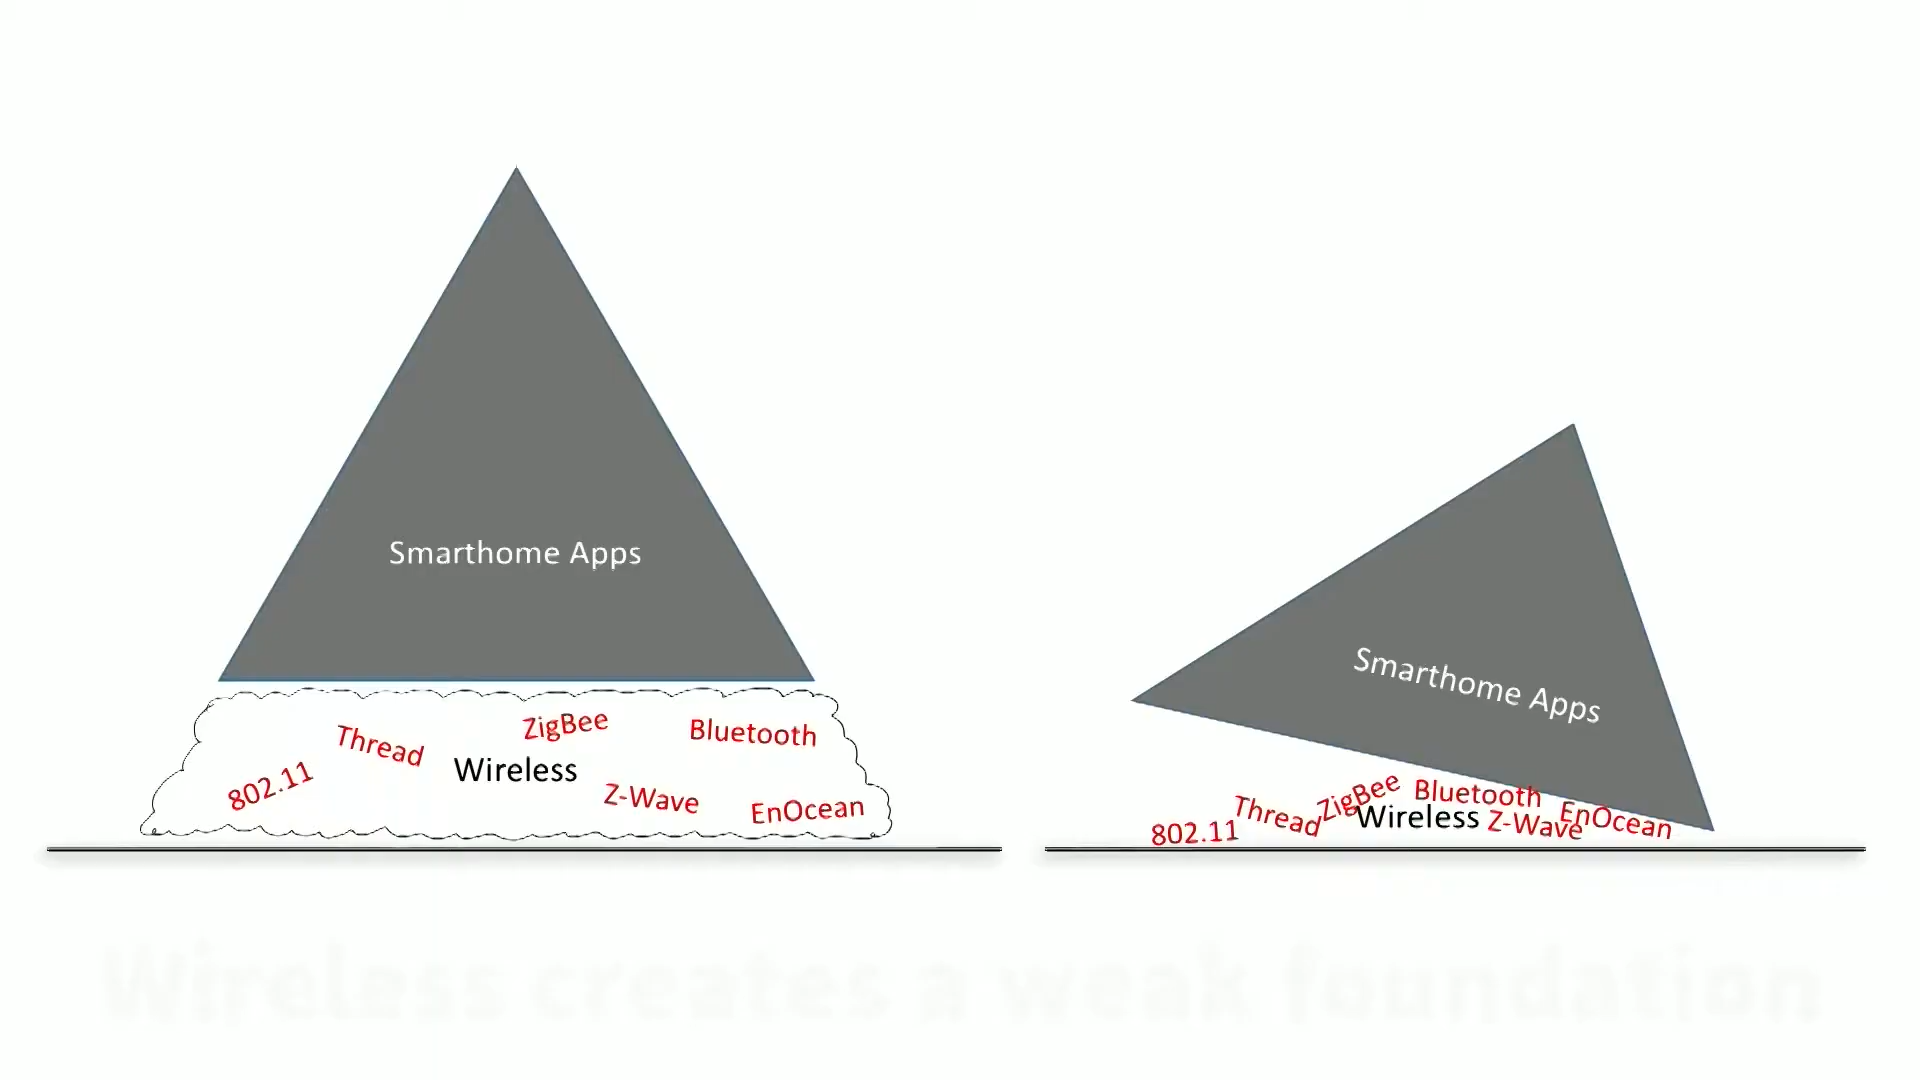 Smarthome Apps
ZigBee
Bluetooth
Thread
Wireless
802.11
Z-Wave
EnOcean
Smarthome Apps
ZigBee
Bluetooth
Thread
Wireless
EnOcean
802.11
Z-Wave
Wireless creates a weak foundation